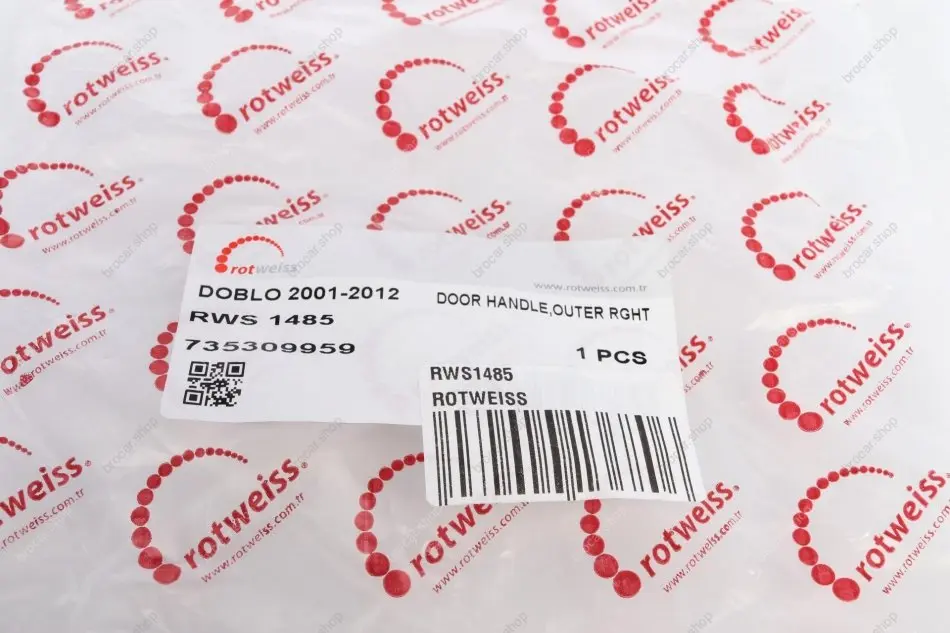 rotweiss
www.rotweiss.com.tr
DOBLO 2001-2012
DOOR HANDLE,OUTER RGHT
RWS 1485
735309959
1 PCS
RWS1485
ROTWEISS
rotweiss®
www.rotweiss.com.tr
brocar.shop